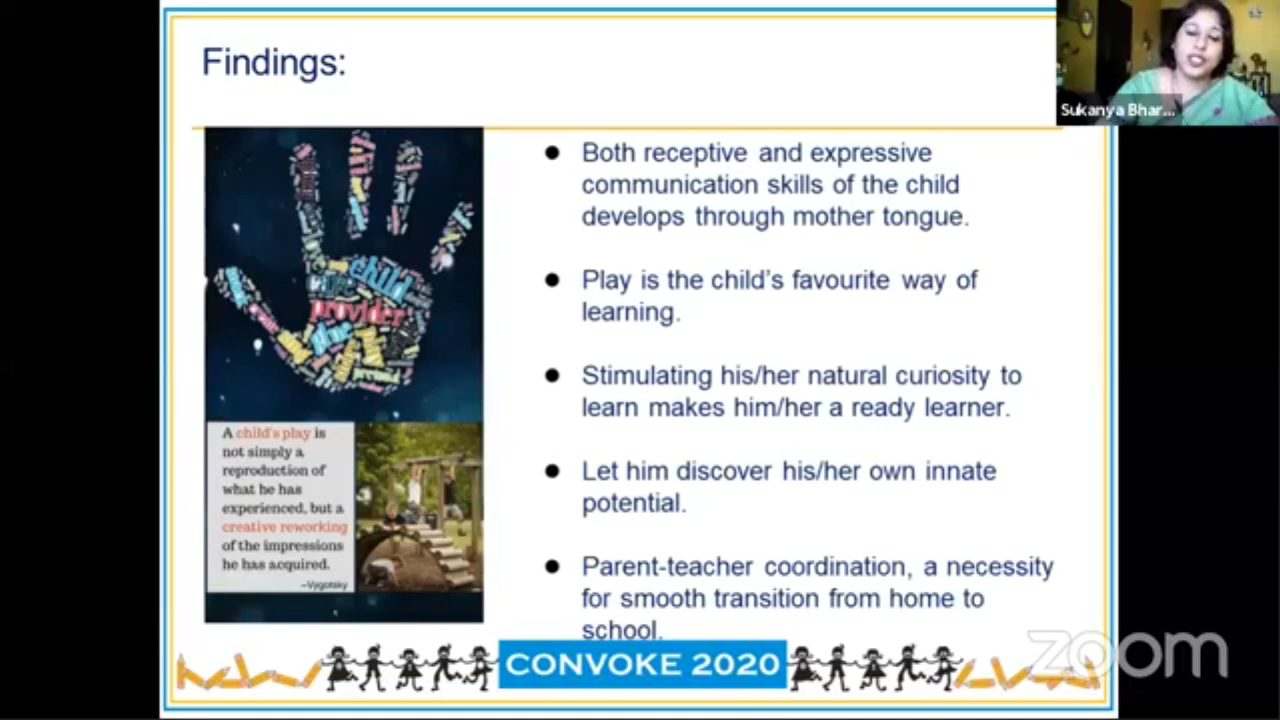 Findings:
Sukanya Bhar...
● Both receptive and expressive
communication skills of the child
develops through mother tongue.
● Play is the child's favourite way of
learning.
● Stimulating his/her natural curiosity to
learn makes him/her a ready learner.
● Let him discover his/her own innate
potential.
● Parent-teacher coordination, a necessity
for smooth transition from home to
school.
child
provider
A child's play is
not simply a
reproduction of
what he has
experienced, but a
creative reworking
of the impressions
he has acquired.
–Vygotsky
CONVOKE 2020
zoom